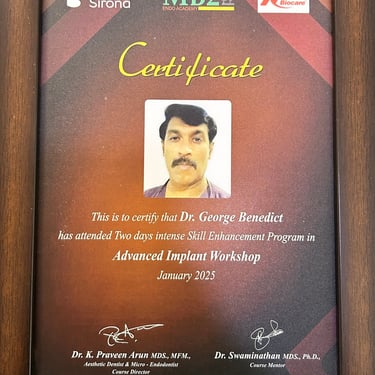 Sirona
ENDO ACADEMY
Biocare
Certificate
This is to certify that Dr. George Benedict
has attended Two days intense Skill Enhancement Program in
Advanced Implant Workshop
January 2025
Dr. K. Praveen Arun MDS., MFM.,
Aesthetic Dentist & Micro - Endodontist
Course Director
Dr. Swaminathan MDS., Ph.D.,
Course Mentor